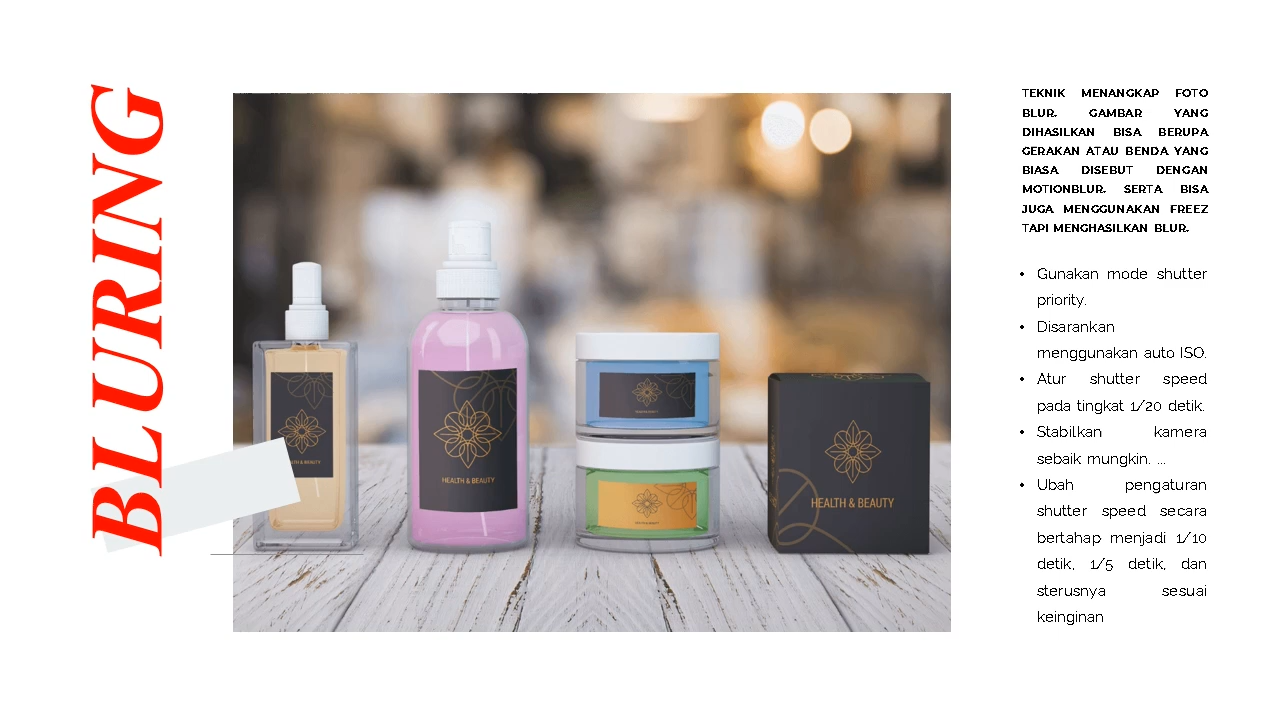 BLURING
TEKNIK MENANGKAP FOTO
BLUR. GAMBAR YANG
DIHASILKAN BISA BERUPA
GERAKAN ATAU BENDA YANG
BIASA DISEBUT DENGAN
MOTIONBLUR. SERTA BISA
JUGA MENGGUNAKAN FREEZ
TAPI MENGHASILKAN BLUR.
• Gunakan mode shutter
priority.
• Disarankan
menggunakan auto ISO.
• Atur shutter speed
pada tingkat 1/20 detik.
• Stabilkan kamera
sebaik mungkin. ...
• Ubah pengaturan
shutter speed secara
bertahap menjadi 1/10
detik, 1/5 detik, dan
sterusnya sesuai
keinginan
HEALTH & BEAUTY
HEALTH & BEAUTY